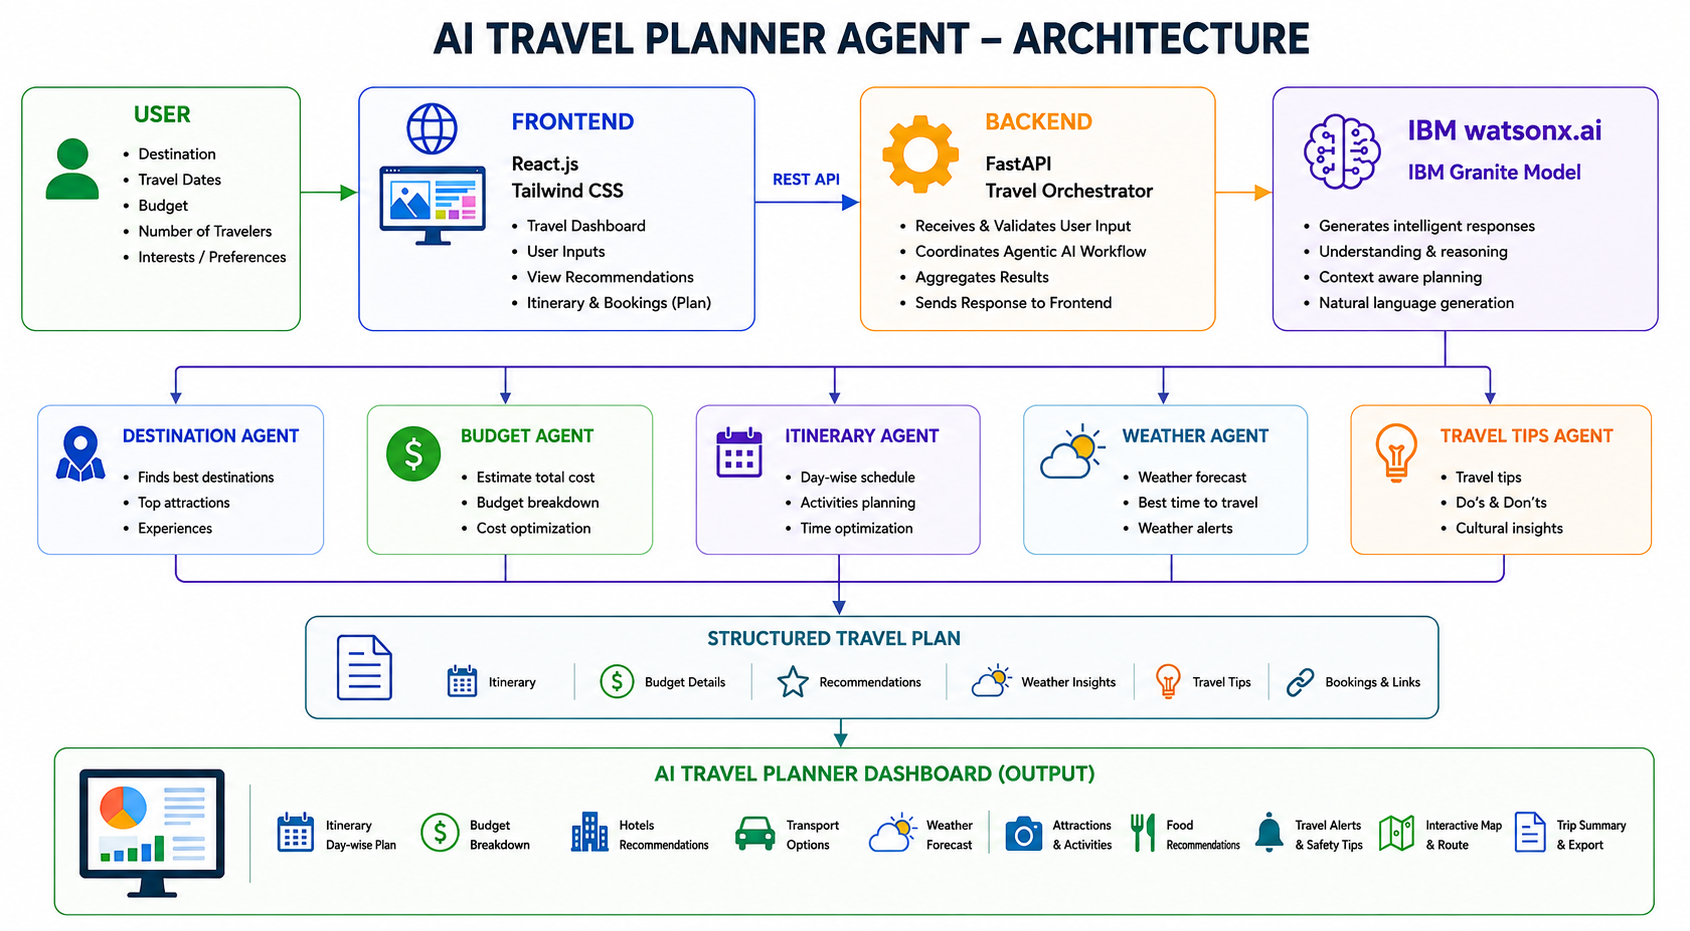 AI TRAVEL PLANNER AGENT – ARCHITECTURE
USER
• Destination
• Travel Dates
• Budget
• Number of Travelers
• Interests / Preferences
FRONTEND
React.js
Tailwind CSS
• Travel Dashboard
• User Inputs
• View Recommendations
• Itinerary & Bookings (Plan)
REST API
BACKEND
FastAPI
Travel Orchestrator
• Receives & Validates User Input
• Coordinates Agentic AI Workflow
• Aggregates Results
• Sends Response to Frontend
IBM watsonx.ai
IBM Granite Model
• Generates intelligent responses
• Understanding & reasoning
• Context aware planning
• Natural language generation
DESTINATION AGENT
• Finds best destinations
• Top attractions
• Experiences
BUDGET AGENT
• Estimate total cost
• Budget breakdown
• Cost optimization
ITINERARY AGENT
• Day-wise schedule
• Activities planning
• Time optimization
WEATHER AGENT
• Weather forecast
• Best time to travel
• Weather alerts
TRAVEL TIPS AGENT
• Travel tips
• Do's & Don'ts
• Cultural insights
STRUCTURED TRAVEL PLAN
Itinerary
Budget Details
Recommendations
Weather Insights
Travel Tips
Bookings & Links
AI TRAVEL PLANNER DASHBOARD (OUTPUT)
Itinerary
Day-wise Plan
Budget
Breakdown
Hotels
Recommendations
Transport
Options
Weather
Forecast
Attractions
& Activities
Food
Recommendations
Travel Alerts
& Safety Tips
Interactive Map
& Route
Trip Summary
& Export